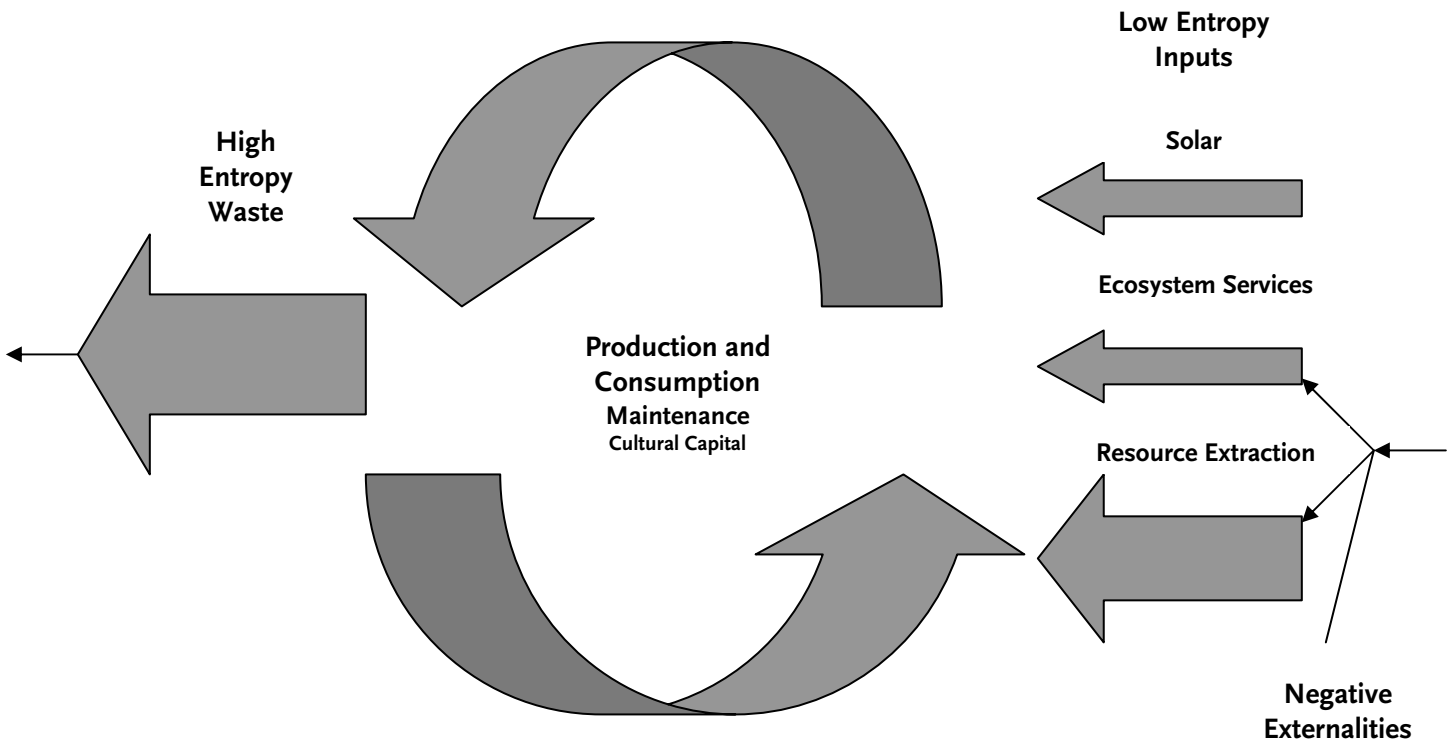 Low Entropy
Inputs
High
Entropy
Waste
Solar
Ecosystem Services
Production and
Consumption
Maintenance
Cultural Capital
Resource Extraction
Negative
Externalities